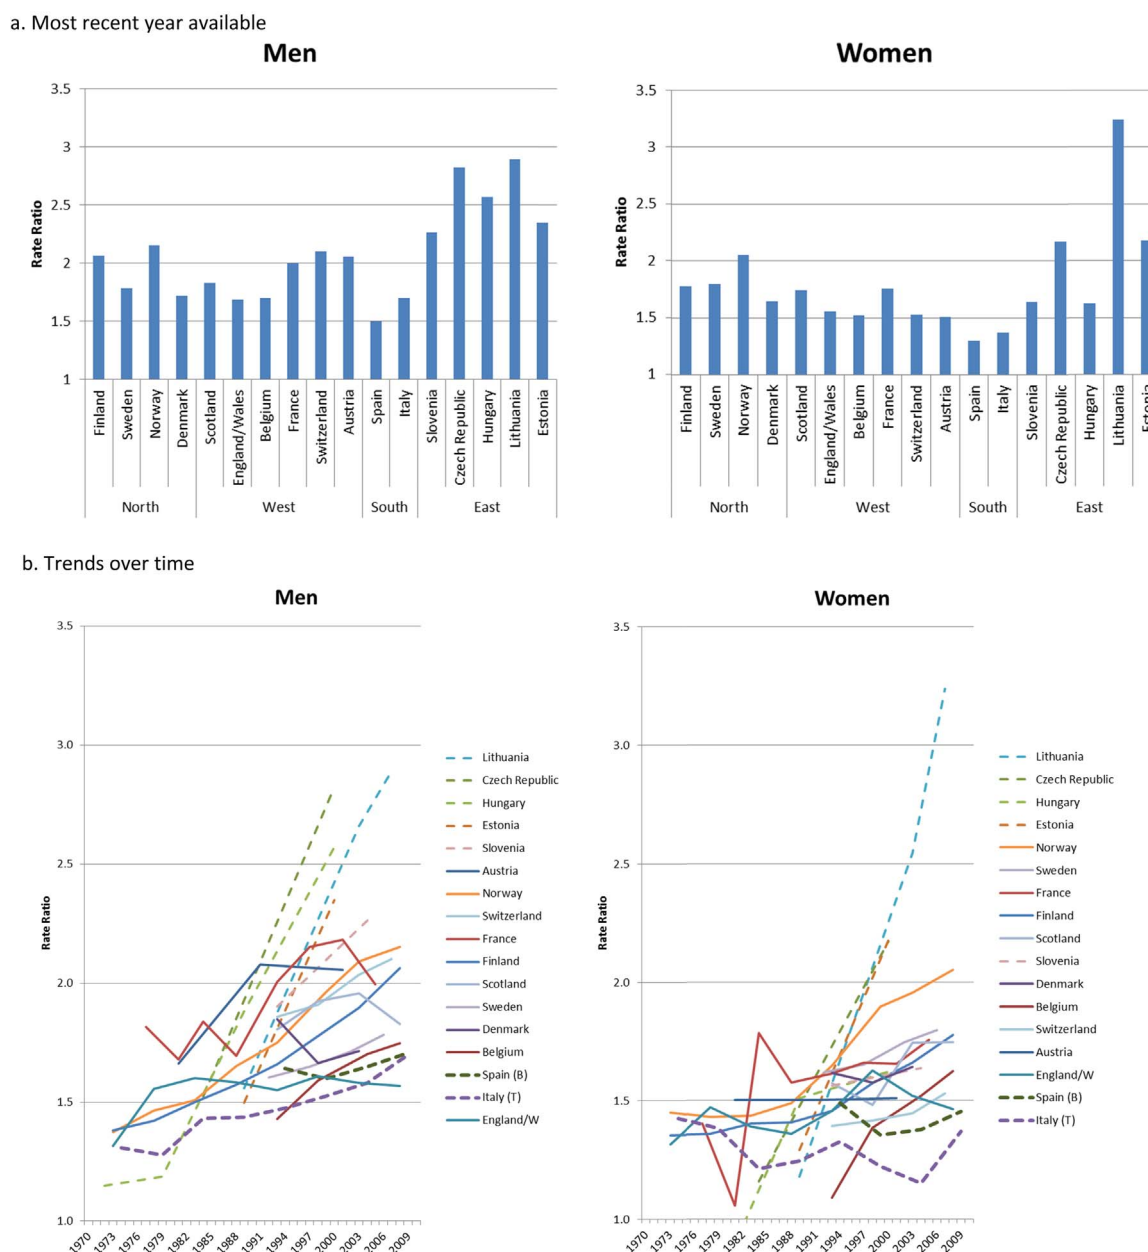 a. Most recent year available
Men
3.5
3
2.5
2
1.5
1
Rate Ratio
Finland
Sweden
Norway
Denmark
Scotland
England/Wales
Belgium
France
Switzerland
Austria
Spain
Italy
Slovenia
Czech Republic
Hungary
Lithuania
Estonia
North
West
South
East
Women
3.5
3
2.5
2
1.5
1
Rate Ratio
Finland
Sweden
Norway
Denmark
Scotland
England/Wales
Belgium
France
Switzerland
Austria
Spain
Italy
Slovenia
Czech Republic
Hungary
Lithuania
Estonia
North
West
South
East
b. Trends over time
Men
3.5
3.0
2.5
2.0
1.5
1.0
Rate Ratio
1970
1973
1976
1979
1982
1985
1988
1991
1994
1997
2000
2003
2006
2009
Lithuania
Czech Republic
Hungary
Estonia
Slovenia
Austria
Norway
Switzerland
France
Finland
Scotland
Sweden
Denmark
Belgium
Spain (B)
Italy (T)
England/W
Women
3.5
3.0
2.5
2.0
1.5
1.0
Rate Ratio
1970
1973
1976
1979
1982
1985
1988
1991
1994
1997
2000
2003
2006
2009
Lithuania
Czech Republic
Hungary
Estonia
Norway
Sweden
France
Finland
Scotland
Slovenia
Denmark
Belgium
Switzerland
Austria
England/W
Spain (B)
Italy (T)